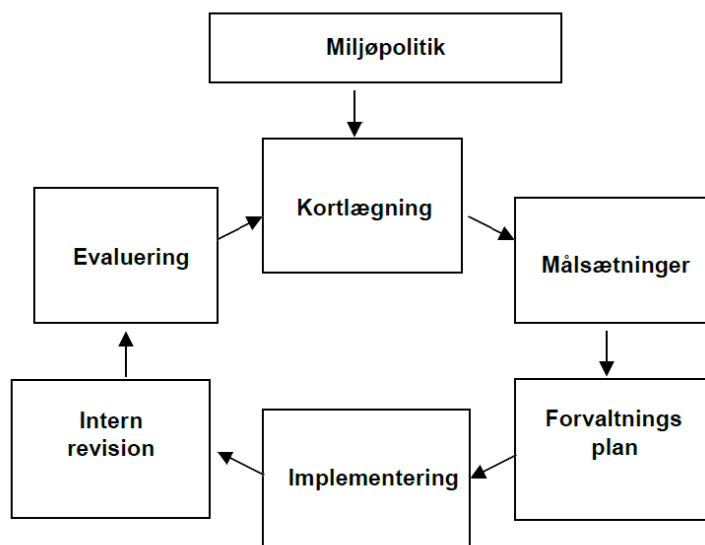 Miljøpolitik
Kortlægning
Målsætninger
Forvaltnings
plan
Implementering
Intern
revision
Evaluering